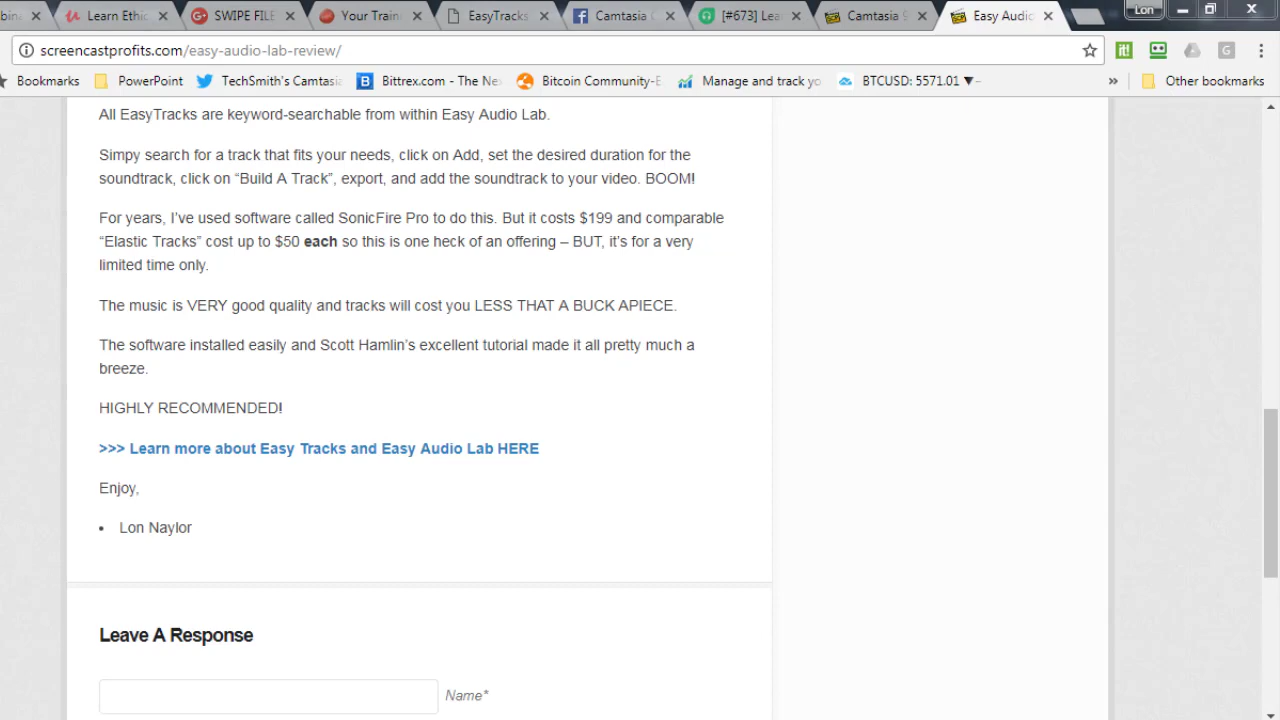 bina
Learn Ethic
SWIPE FILE
Your Traini
EasyTracks
Camtasia C
[#673] Lea
Camtasia 9
Easy Audio
Lon
screencastprofits.com/easy-audio-lab-review/
it!
G
Bookmarks
PowerPoint
TechSmith's Camtasi
Bittrex.com - The Nex
Bitcoin Community-E
Manage and track yo
BTCUSD: 5571.01 ▼ -
»
Other bookmarks
All EasyTracks are keyword-searchable from within Easy Audio Lab.
Simpy search for a track that fits your needs, click on Add, set the desired duration for the
soundtrack, click on “Build A Track”, export, and add the soundtrack to your video. BOOM!
For years, I’ve used software called SonicFire Pro to do this. But it costs $199 and comparable
“Elastic Tracks” cost up to $50 each so this is one heck of an offering – BUT, it’s for a very
limited time only.
The music is VERY good quality and tracks will cost you LESS THAT A BUCK APIECE.
The software installed easily and Scott Hamlin’s excellent tutorial made it all pretty much a
breeze.
HIGHLY RECOMMENDED!
>>> Learn more about Easy Tracks and Easy Audio Lab HERE
Enjoy,
• Lon Naylor
Leave A Response
Name*